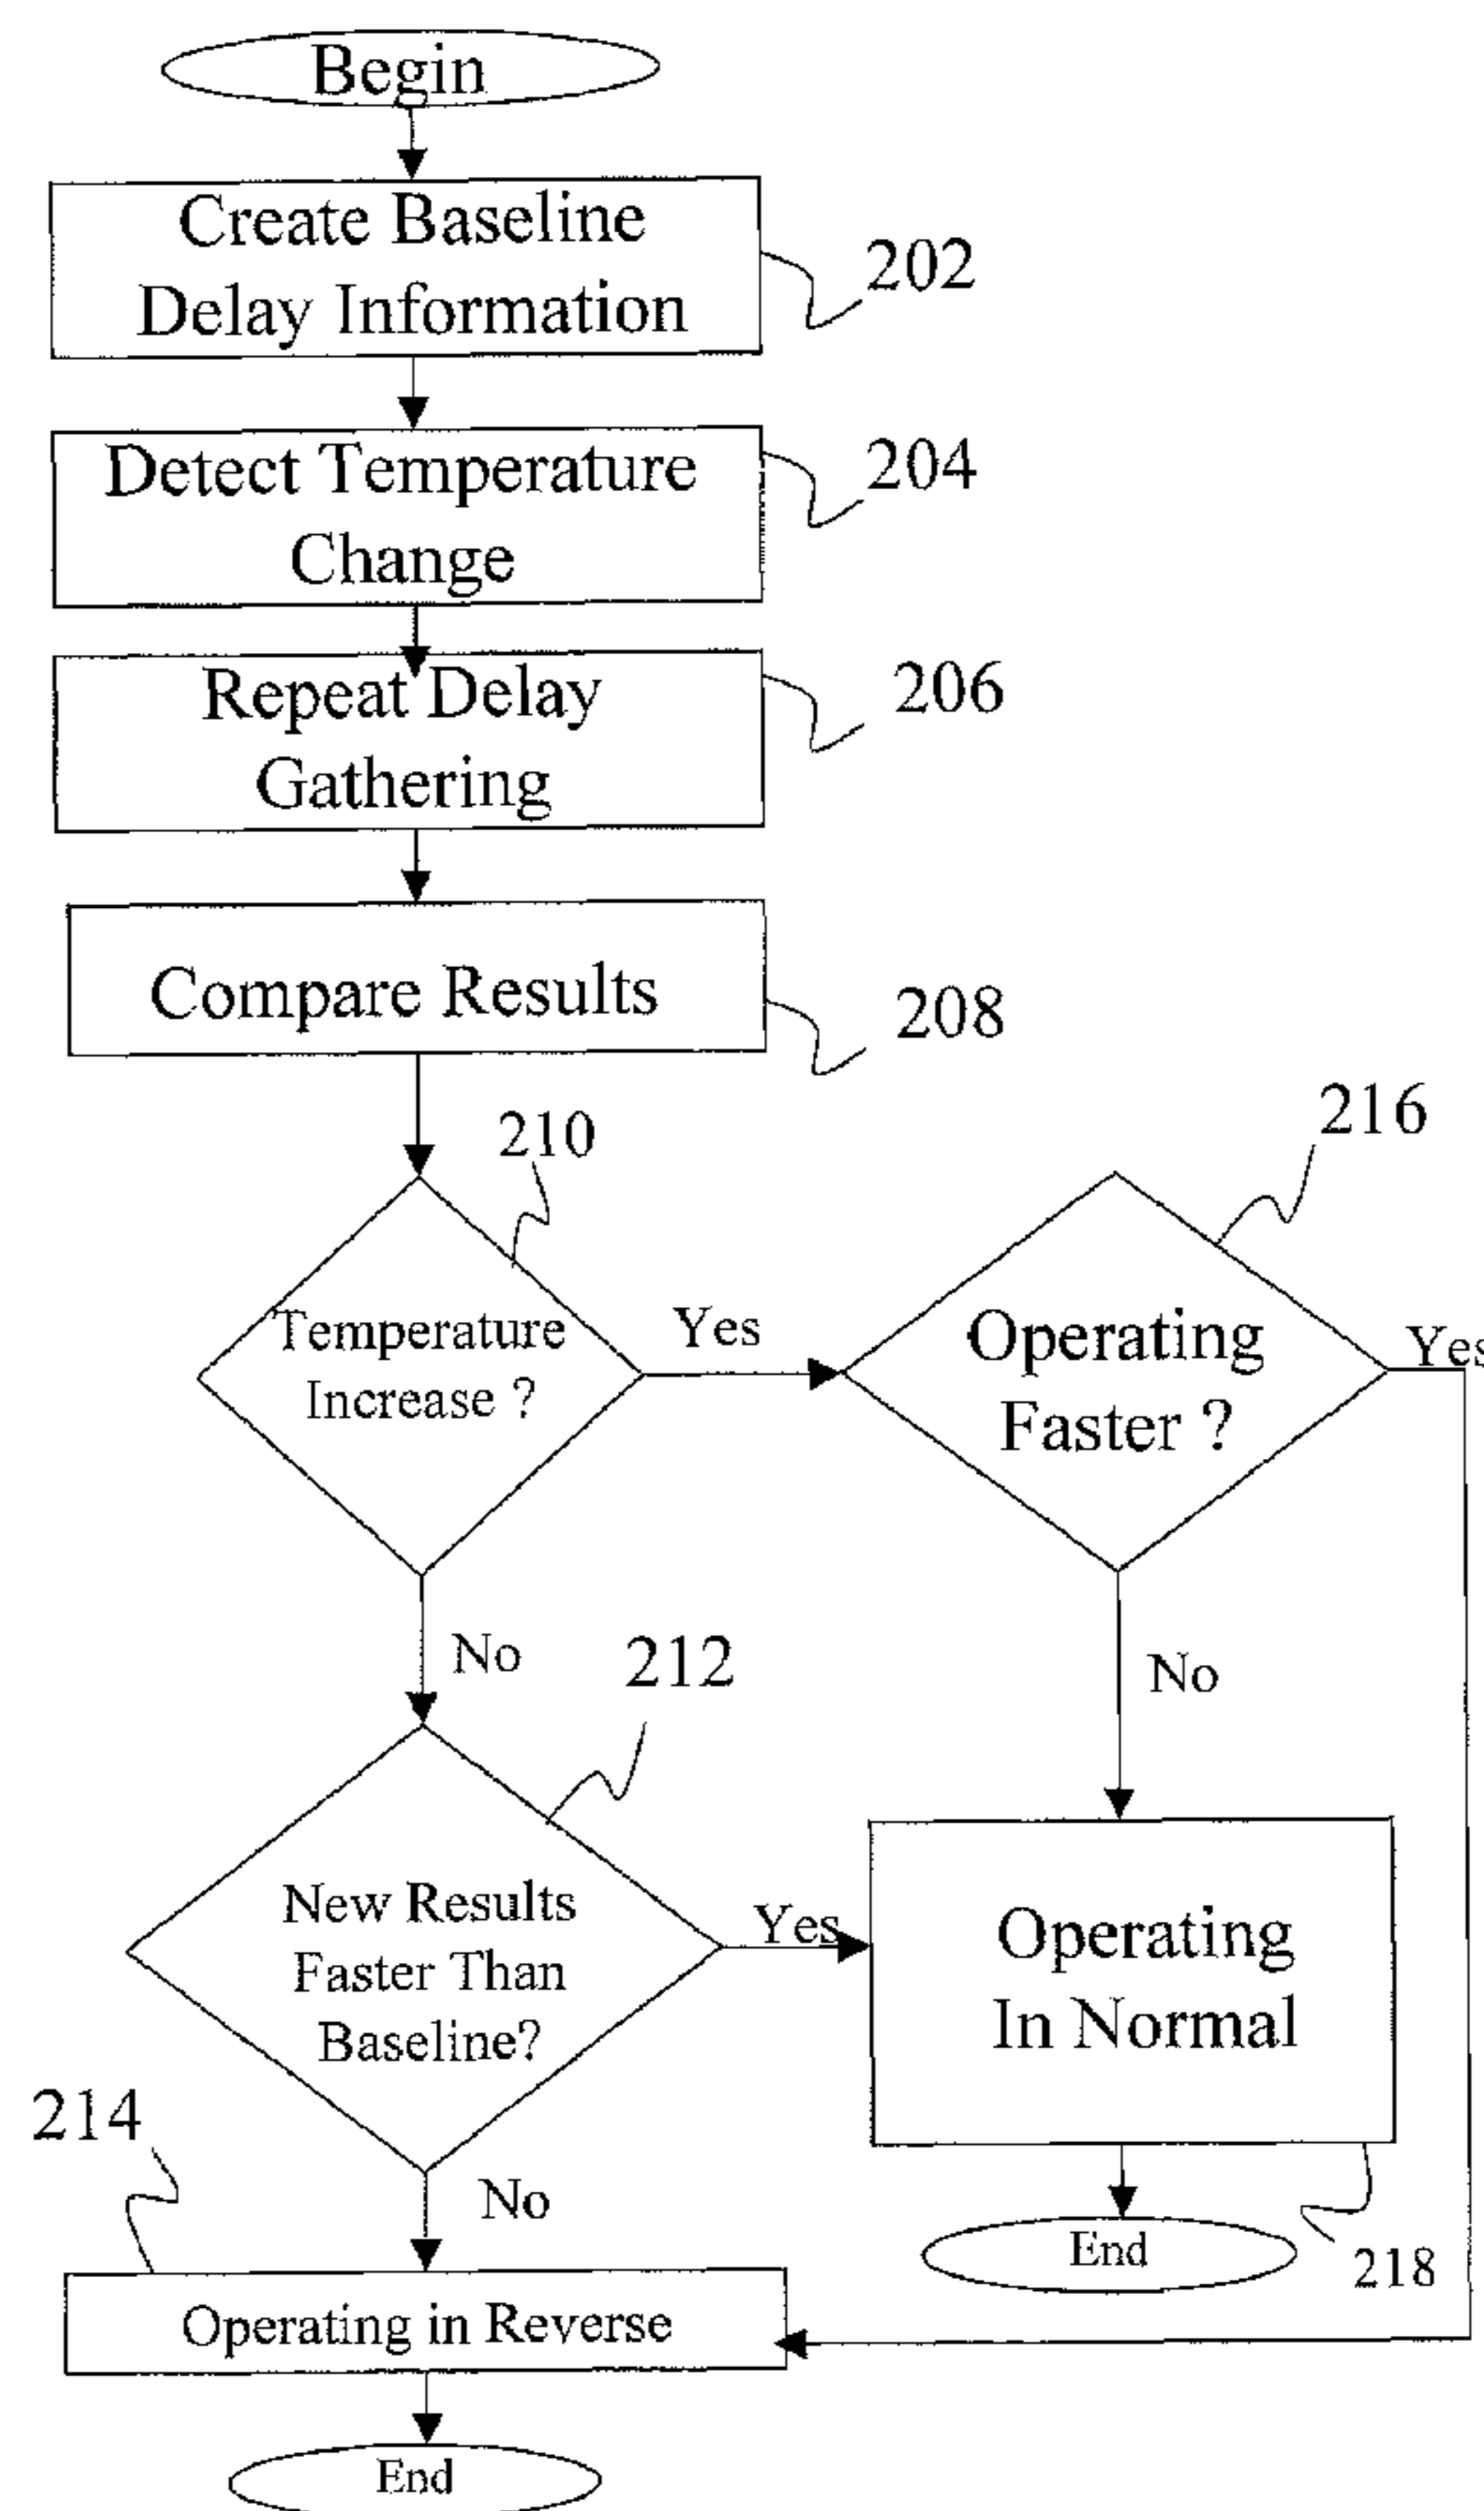 Begin
Create Baseline
Delay Information
202
Detect Temperature
Change
204
Repeat Delay
Gathering
206
Compare Results
208
210
216
Temperature
Increase ?
Yes
Operating
Faster ?
Yes
No
212
No
New Results
Faster Than
Baseline?
Yes
Operating
In Normal
214
No
End
218
Operating in Reverse
End